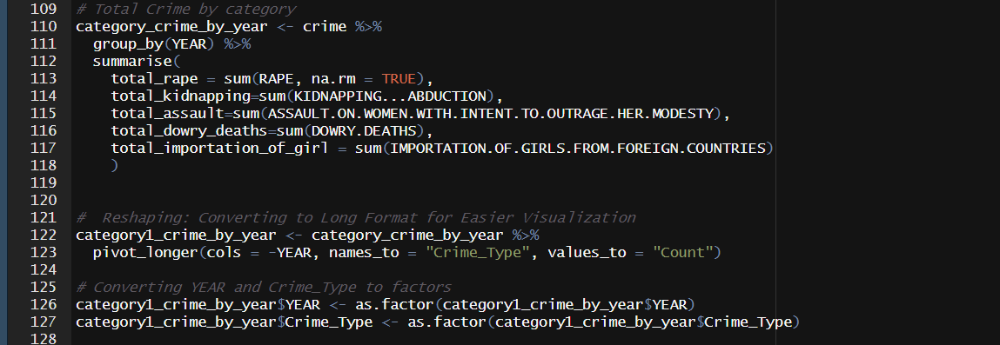 109 # Total Crime by category
110 category_crime_by_year <- crime %>%
111   group_by(YEAR) %>%
112   summarise(
113     total_rape = sum(RAPE, na.rm = TRUE),
114     total_kidnapping=sum(KIDNAPPING...ABDUCTION),
115     total_assault=sum(ASSAULT.ON.WOMEN.WITH.INTENT.TO.OUTRAGE.HER.MODESTY),
116     total_dowry_deaths=sum(DOWRY.DEATHS),
117     total_importation_of_girl = sum(IMPORTATION.OF.GIRLS.FROM.FOREIGN.COUNTRIES)
118     )
119
120
121 #  Reshaping: Converting to Long Format for Easier Visualization
122 category1_crime_by_year <- category_crime_by_year %>%
123   pivot_longer(cols = -YEAR, names_to = "Crime_Type", values_to = "Count")
124
125 # Converting YEAR and Crime_Type to factors
126 category1_crime_by_year$YEAR <- as.factor(category1_crime_by_year$YEAR)
127 category1_crime_by_year$Crime_Type <- as.factor(category1_crime_by_year$Crime_Type)
128